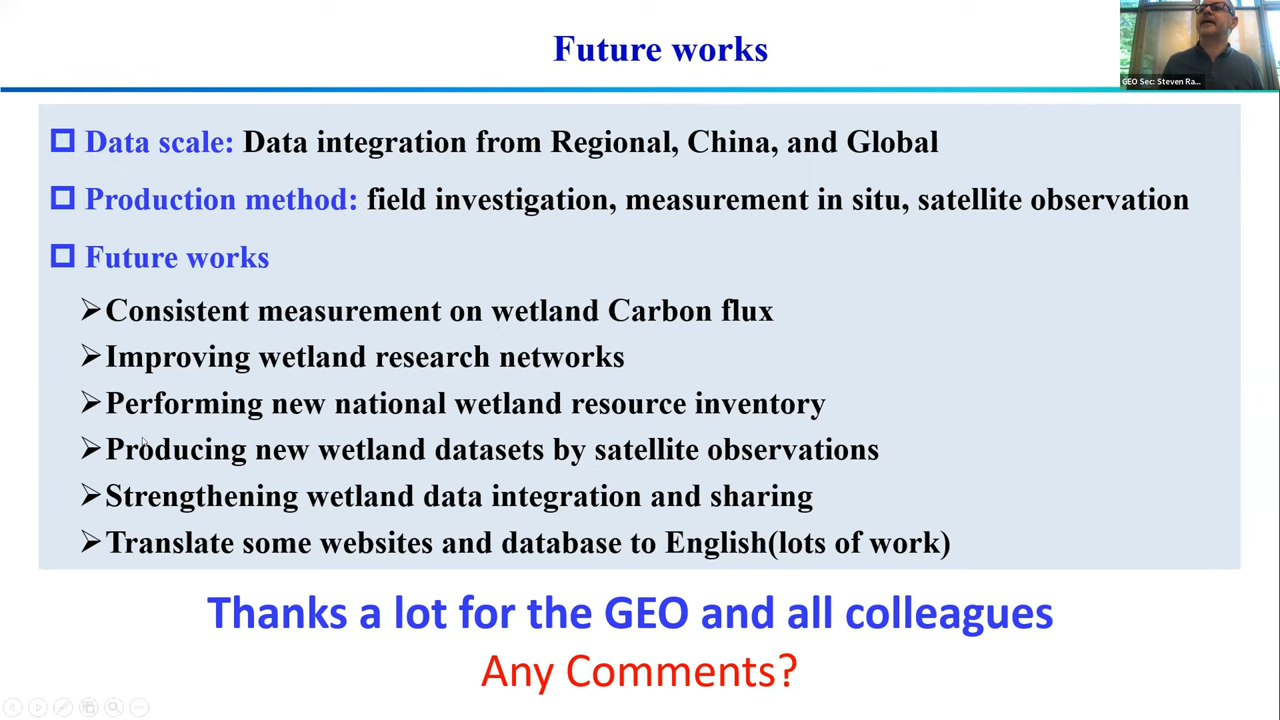 Future works
GEO Sec: Steven Ra...
Data scale: Data integration from Regional, China, and Global
Production method: field investigation, measurement in situ, satellite observation
Future works
Consistent measurement on wetland Carbon flux
Improving wetland research networks
Performing new national wetland resource inventory
Producing new wetland datasets by satellite observations
Strengthening wetland data integration and sharing
Translate some websites and database to English(lots of work)
Thanks a lot for the GEO and all colleagues
Any Comments?